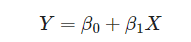 Y = β₀ + β₁X